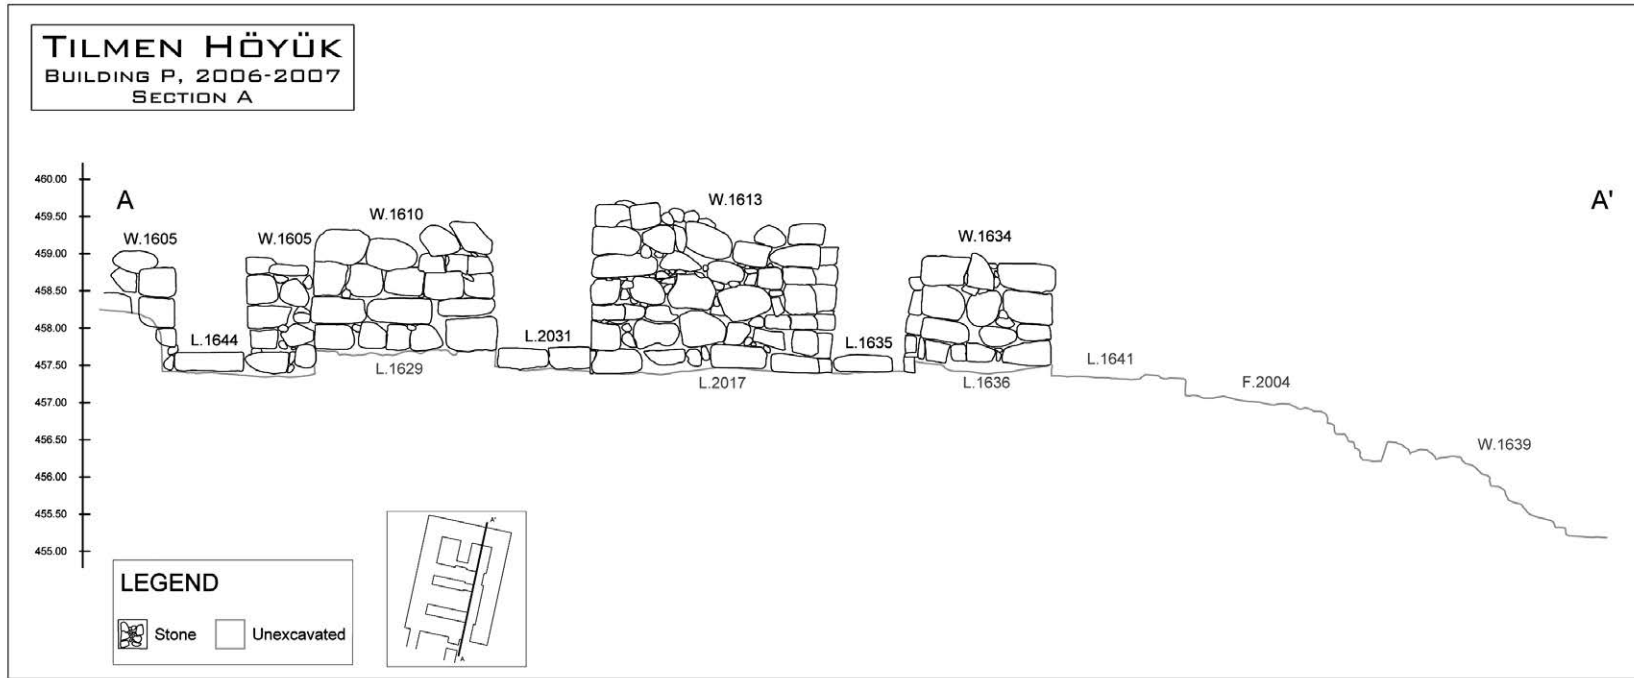 TILMEN HÖYÜK
BUILDING P, 2006-2007
SECTION A
460.00
459.50
459.00
458.50
458.00
457.50
457.00
456.50
456.00
455.50
455.00
A
A'
W.1605
W.1605
W.1610
W.1613
W.1634
L.1644
L.2031
L.1635
L.1629
L.2017
L.1636
L.1641
F.2004
W.1639
LEGEND
Stone
Unexcavated
A'
A